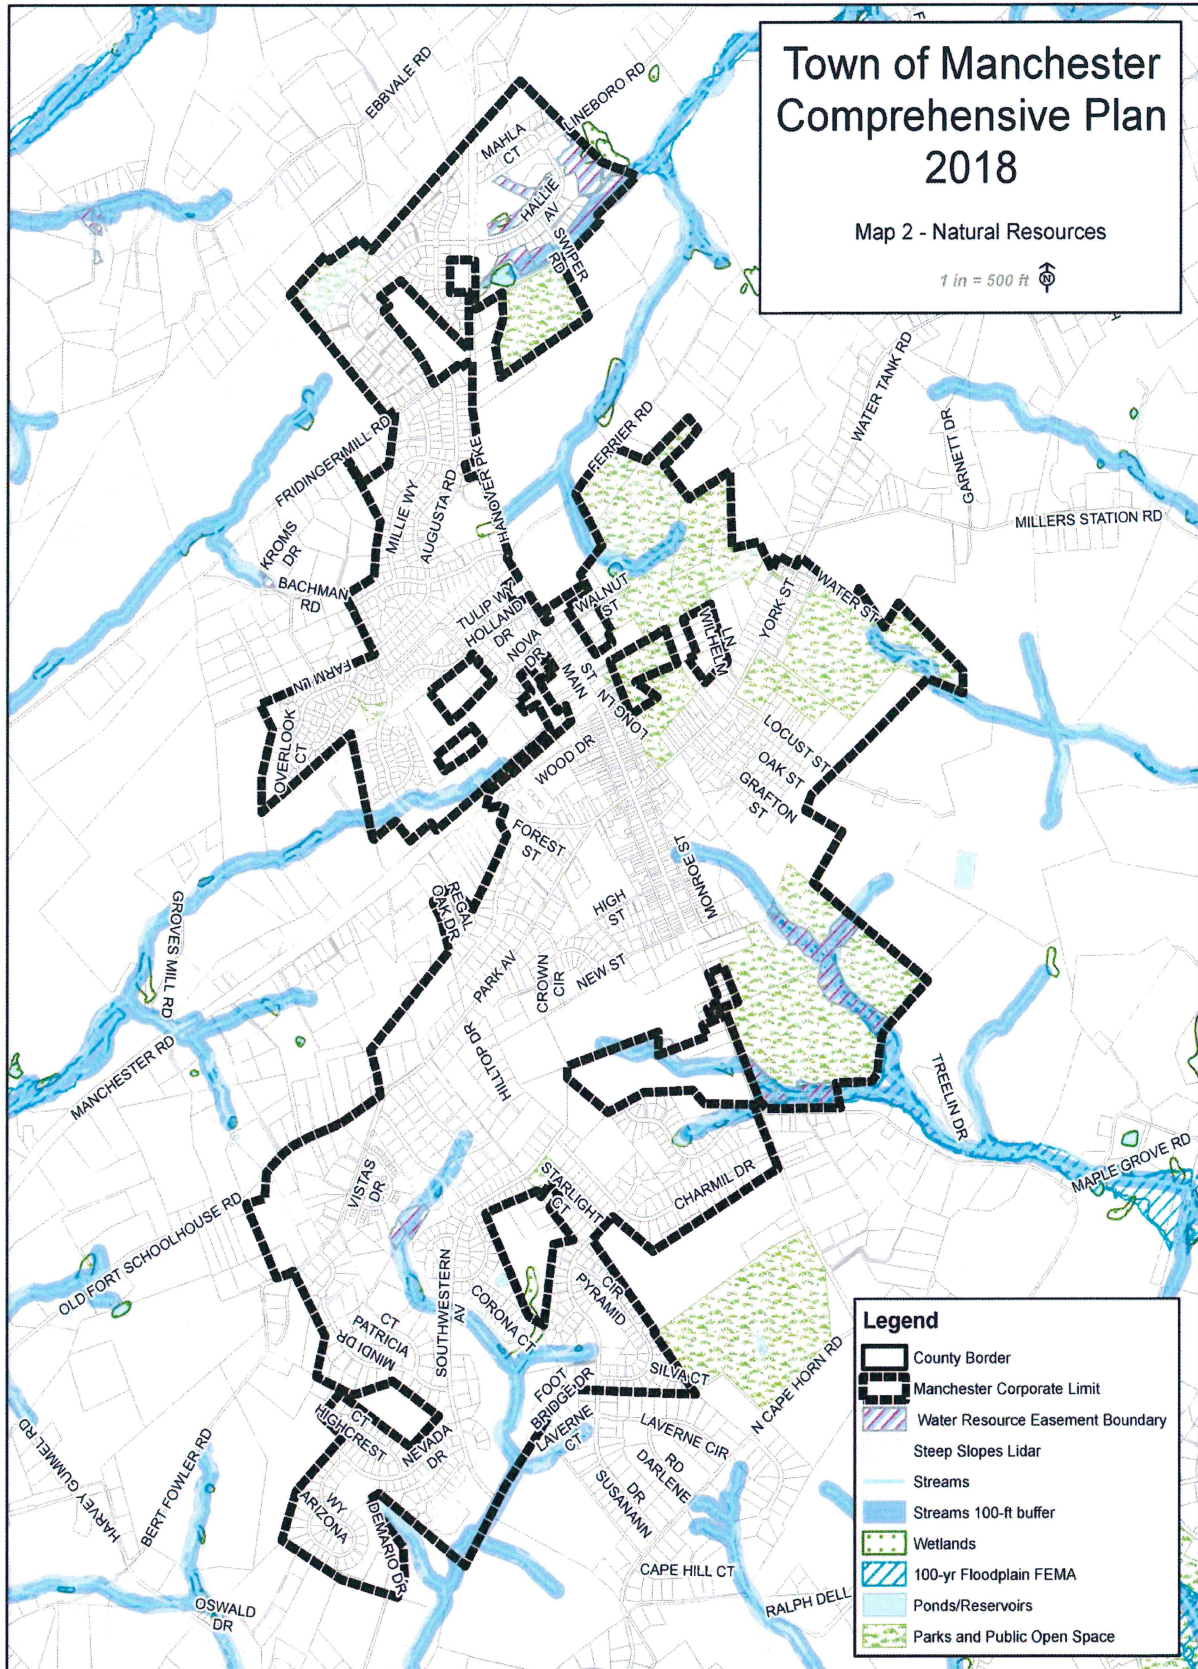 Town of Manchester
Comprehensive Plan
2018
Map 2 - Natural Resources
1 in = 500 ft
N
EBBVALE RD
LINEBORO RD
MAHLA
CT
HALLIE
AV
SWIPER
RD
WATER TANK RD
GARNETT DR
MILLERS STATION RD
FERRIER RD
HANOVER PKE
FRIDINGER MILL RD
MILLIE WY
AUGUSTA RD
KROMS
DR
BACHMAN
RD
TULIP WY
HOLLAND
DR
NOVA
DR
WALNUT
ST
WILHELM
LN
YORK ST
WATER ST
MAIN
ST
LONG LN
FARM LN
OVERLOOK
CT
WOOD DR
LOCUST ST
OAK ST
GRAFTON
ST
FOREST
ST
MONROE ST
REGAL
OAK DR
HIGH
ST
GROVES MILL RD
PARK AV
CROWN
CIR
NEW ST
MANCHESTER RD
HILLTOP DR
TREELIN DR
MAPLE GROVE RD
VISTAS
DR
STARLIGHT
CT
CHARMIL DR
OLD FORT SCHOOLHOUSE RD
SOUTHWESTERN
AV
CORONA CT
CIR
PYRAMID
CT
PATRICIA
MINDI DR
SILVA CT
N CAPE HORN RD
FOOT
BRIDGE DR
CT
HIGHCREST
NEVADA
DR
LAVERNE
CT
LAVERNE CIR
RD
DARLENE
DR
SUSANANN
HARVEY GUMMEL RD
BERT FOWLER RD
WY
ARIZONA
DEMARIO DR
CAPE HILL CT
RALPH DELL
OSWALD
DR
Legend
County Border
Manchester Corporate Limit
Water Resource Easement Boundary
Steep Slopes Lidar
Streams
Streams 100-ft buffer
Wetlands
100-yr Floodplain FEMA
Ponds/Reservoirs
Parks and Public Open Space